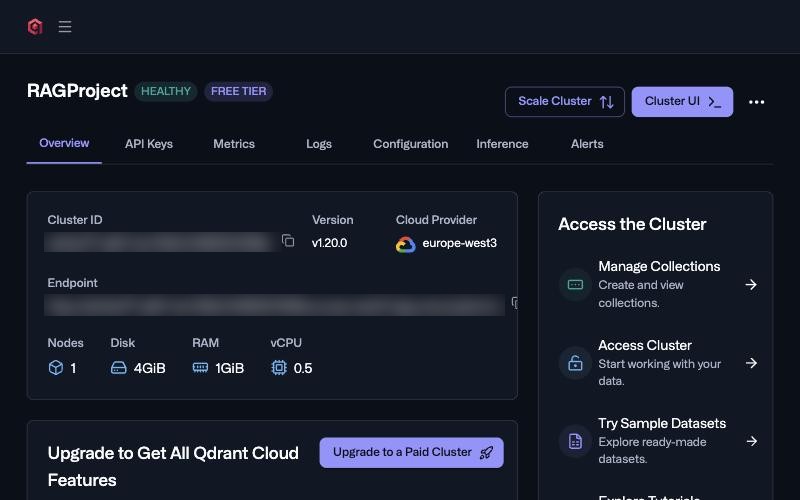 RAGProject HEALTHY FREE TIER
Scale Cluster Cluster UI
Overview API Keys Metrics Logs Configuration Inference Alerts
Cluster ID Version Cloud Provider
v1.20.0 europe-west3
Endpoint
Nodes Disk RAM vCPU
1 4GiB 1GiB 0.5
Upgrade to Get All Qdrant Cloud
Features
Upgrade to a Paid Cluster
Access the Cluster
Manage Collections
Create and view
collections.
Access Cluster
Start working with your
data.
Try Sample Datasets
Explore ready-made
datasets.
Explore Tutorials